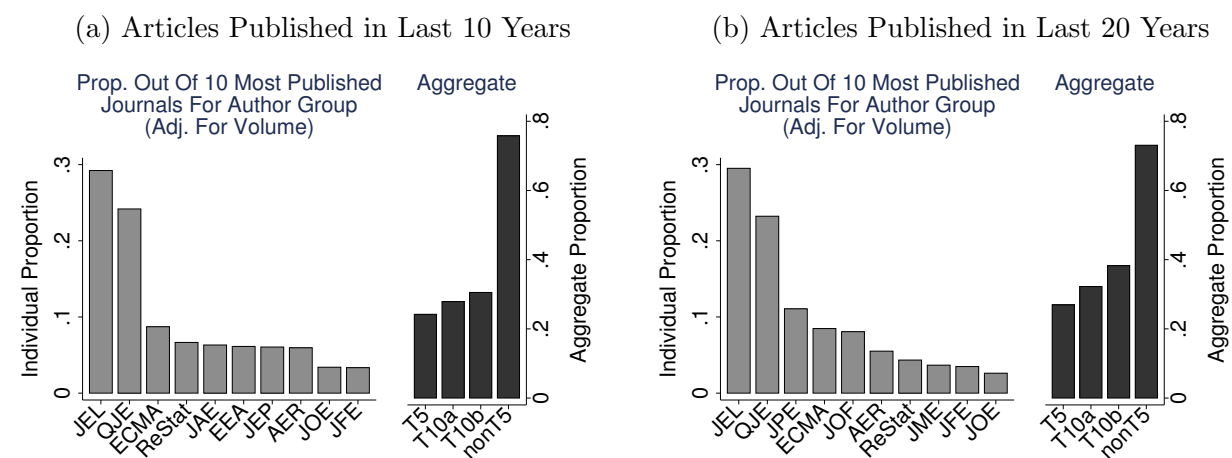 (a) Articles Published in Last 10 Years
Prop. Out Of 10 Most Published
Journals For Author Group
(Adj. For Volume)
Aggregate
Individual Proportion
.3
.2
.1
0
JEL
QJE
ECMA
ReStat
JAE
EEA
JEP
AER
JOE
JFE
.8
.6
.4
.2
0
Aggregate Proportion
T5
T10a
T10b
nonT5
(b) Articles Published in Last 20 Years
Prop. Out Of 10 Most Published
Journals For Author Group
(Adj. For Volume)
Aggregate
Individual Proportion
.3
.2
.1
0
JEL
QJE
JPE
ECMA
JOF
AER
ReStat
JME
JFE
JOE
.8
.6
.4
.2
0
Aggregate Proportion
T5
T10a
T10b
nonT5